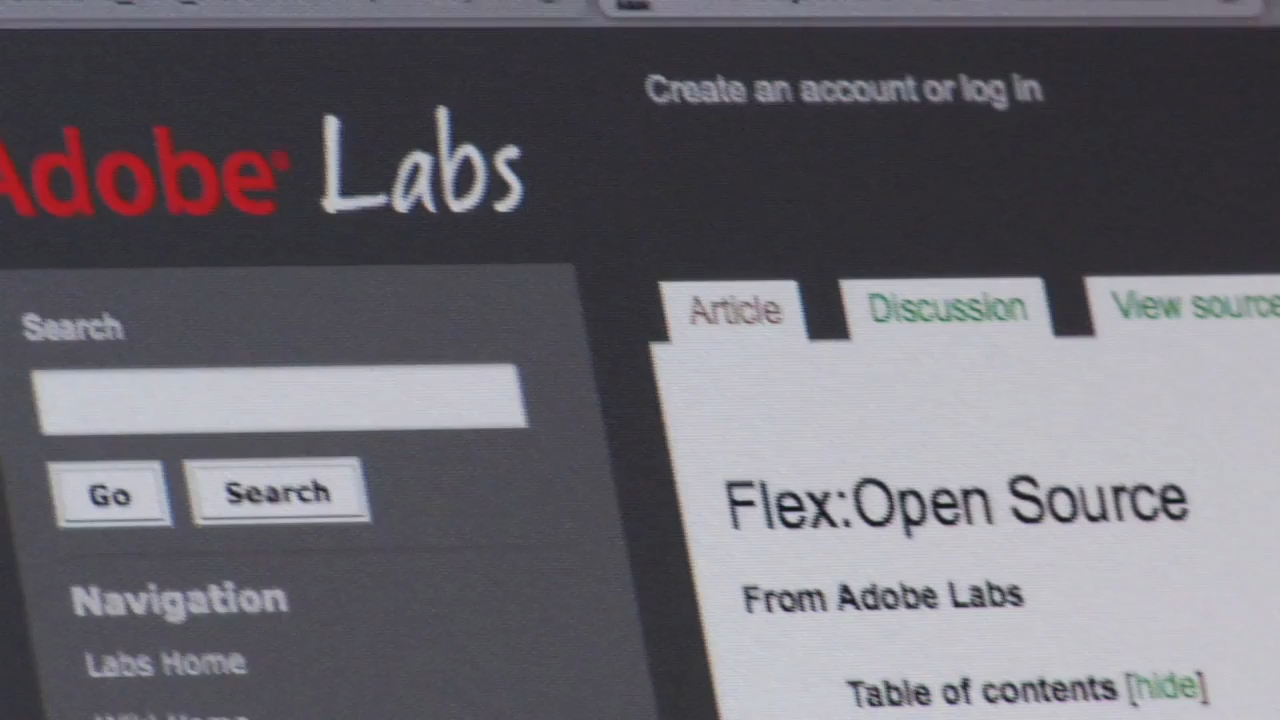 Create an account or log in
Adobe Labs
Search
Go
Search
Navigation
Labs Home
Article
Discussion
View source
Flex:Open Source
From Adobe Labs
Table of contents [hide]